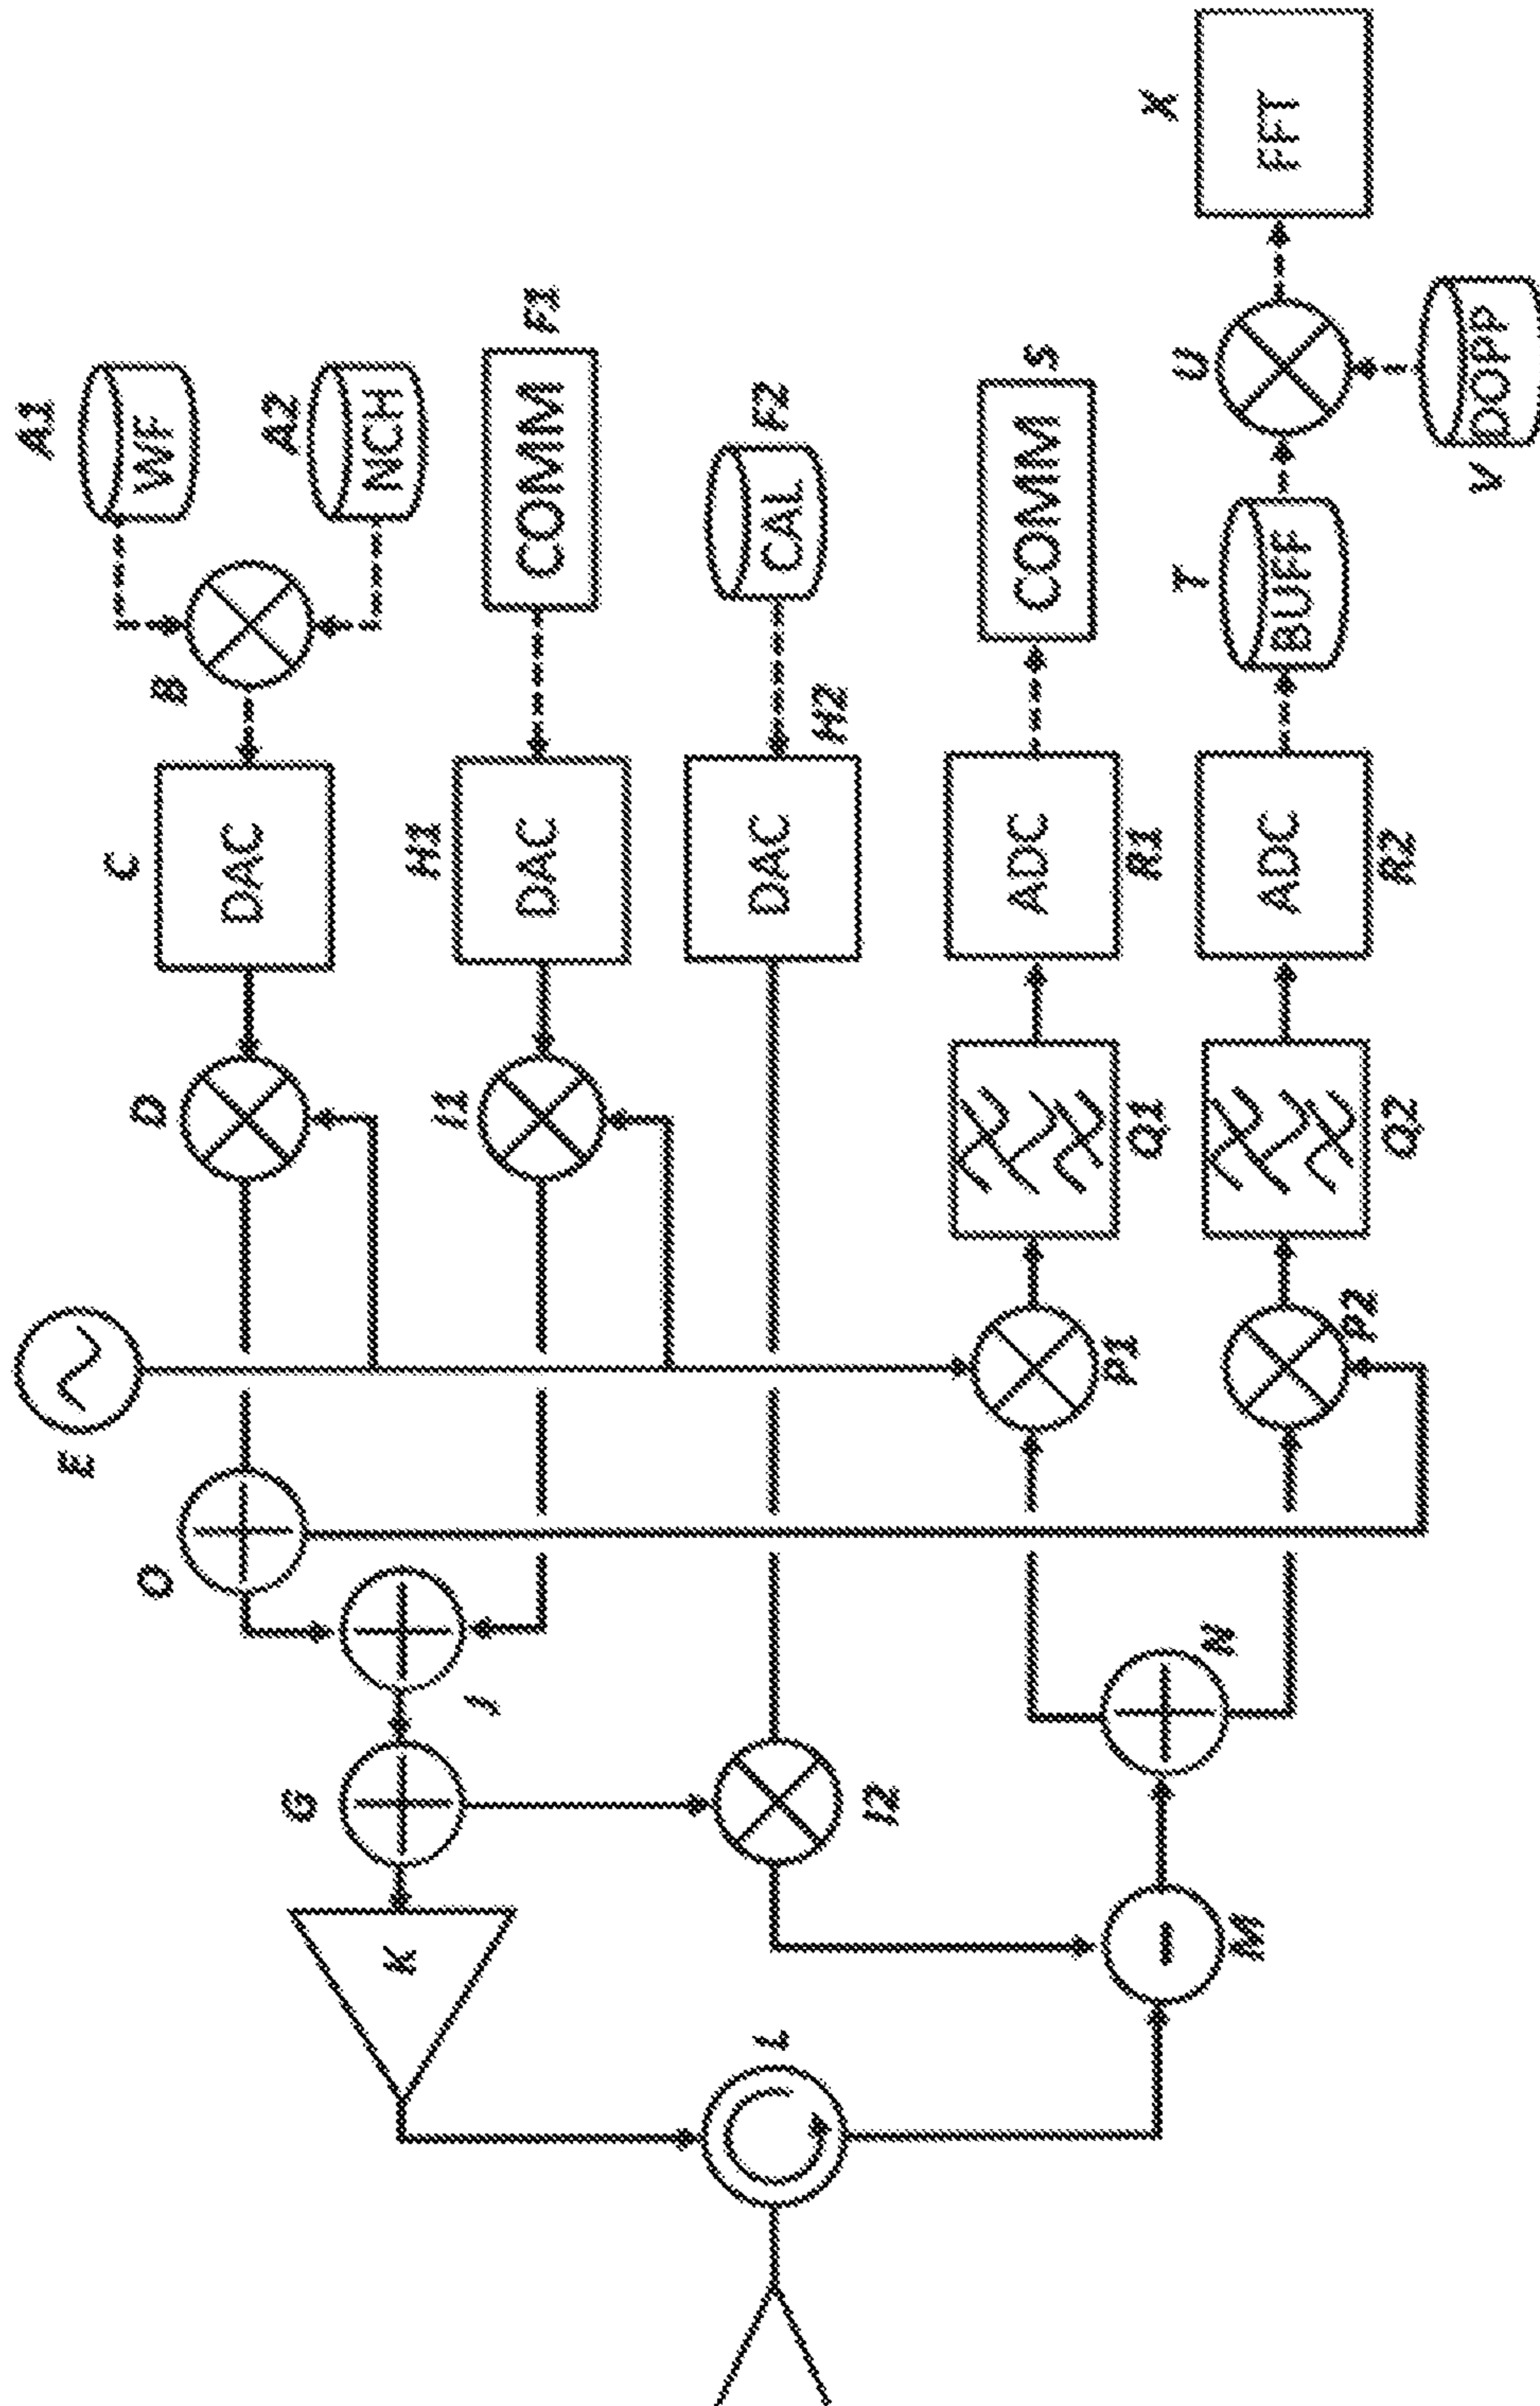 A1
WF
A2
NCH
B
C
DAC
D
E
F1
COMM
H1
DAC
I1
F2
CAL
H2
DAC
O
J
G
I2
K
L
M
N
S
COMM
R1
ADC
Q1
P1
X
FFT
U
V
DOPP
T
BUFF
R2
ADC
Q2
P2